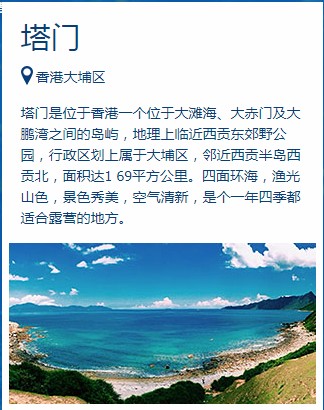 塔门
香港大埔区
塔门是位于香港一个位于大滩海、大赤门及大
鹏湾之间的岛屿，地理上临近西贡东郊野公
园，行政区划上属于大埔区，邻近西贡半岛西
贡北，面积达1 69平方公里。四面环海，渔光
山色，景色秀美，空气清新，是个一年四季都
适合露营的地方。